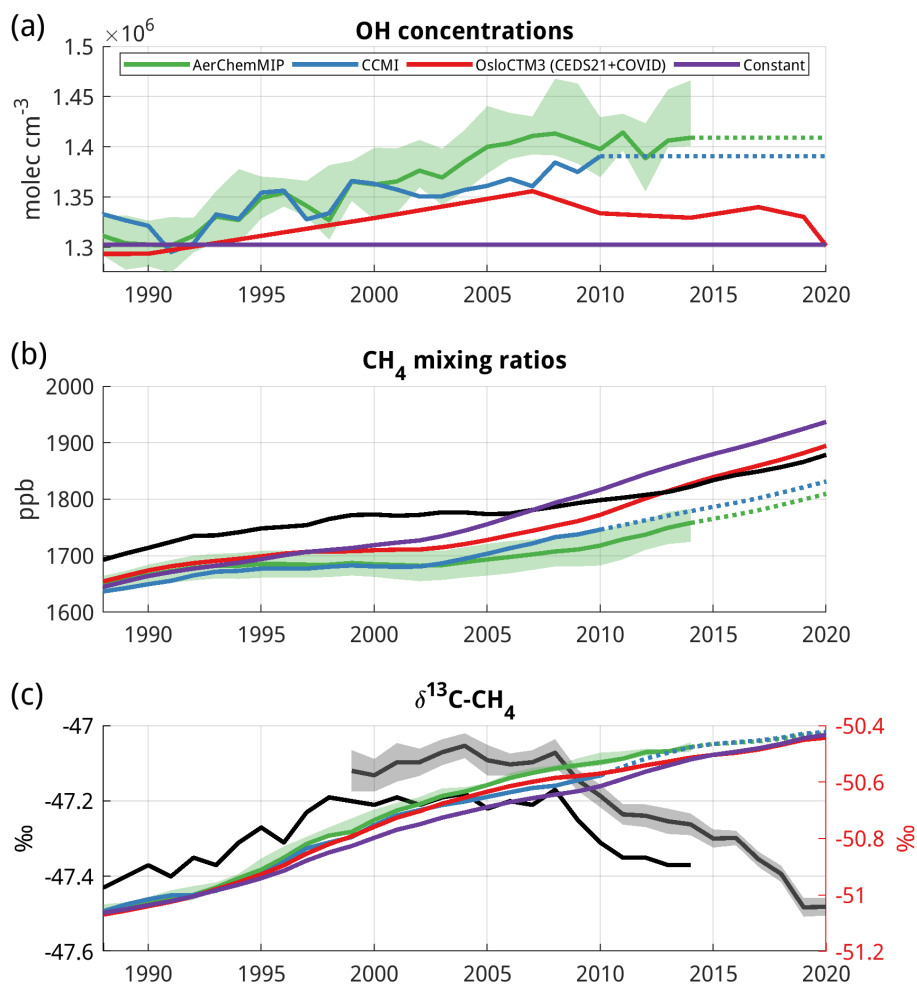 (a)
×10⁶
OH concentrations
AerChemMIP CCMI OsloCTM3 (CEDS21+COVID) Constant
molec cm⁻³
1.5
1.45
1.4
1.35
1.3
1990 1995 2000 2005 2010 2015 2020
(b)
CH₄ mixing ratios
ppb
2000
1900
1800
1700
1600
1990 1995 2000 2005 2010 2015 2020
(c)
δ¹³C-CH₄
‰
-47
-47.2
-47.4
-47.6
-50.4
-50.6
-50.8
-51
-51.2
‰
1990 1995 2000 2005 2010 2015 2020